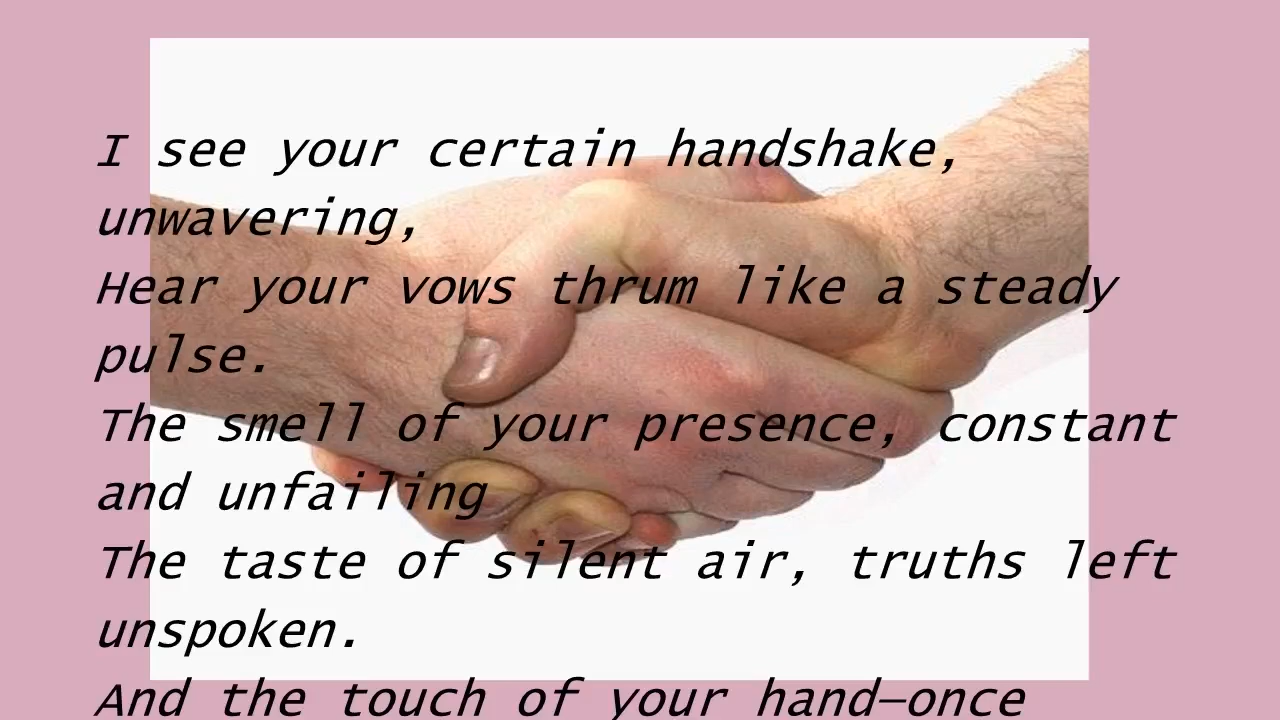 I see your certain handshake,
unwavering,
Hear your vows thrum like a steady
pulse.
The smell of your presence, constant
and unfailing
The taste of silent air, truths left
unspoken.
And the touch of your hand—once